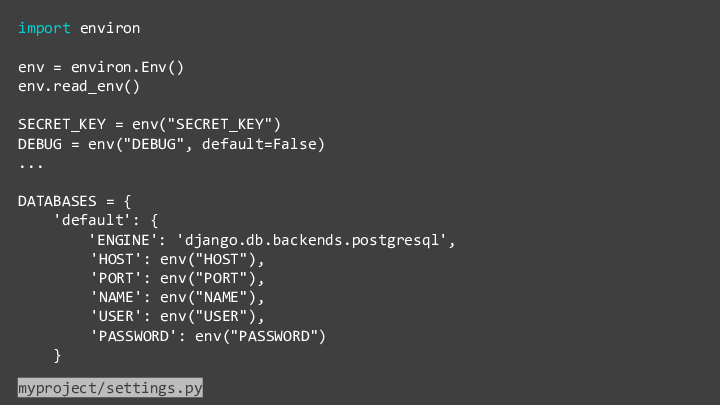 import environ
env = environ.Env()
env.read_env()
SECRET_KEY = env("SECRET_KEY")
DEBUG = env("DEBUG", default=False)
...
DATABASES = {
    'default': {
        'ENGINE': 'django.db.backends.postgresql',
        'HOST': env("HOST"),
        'PORT': env("PORT"),
        'NAME': env("NAME"),
        'USER': env("USER"),
        'PASSWORD': env("PASSWORD")
    }
myproject/settings.py